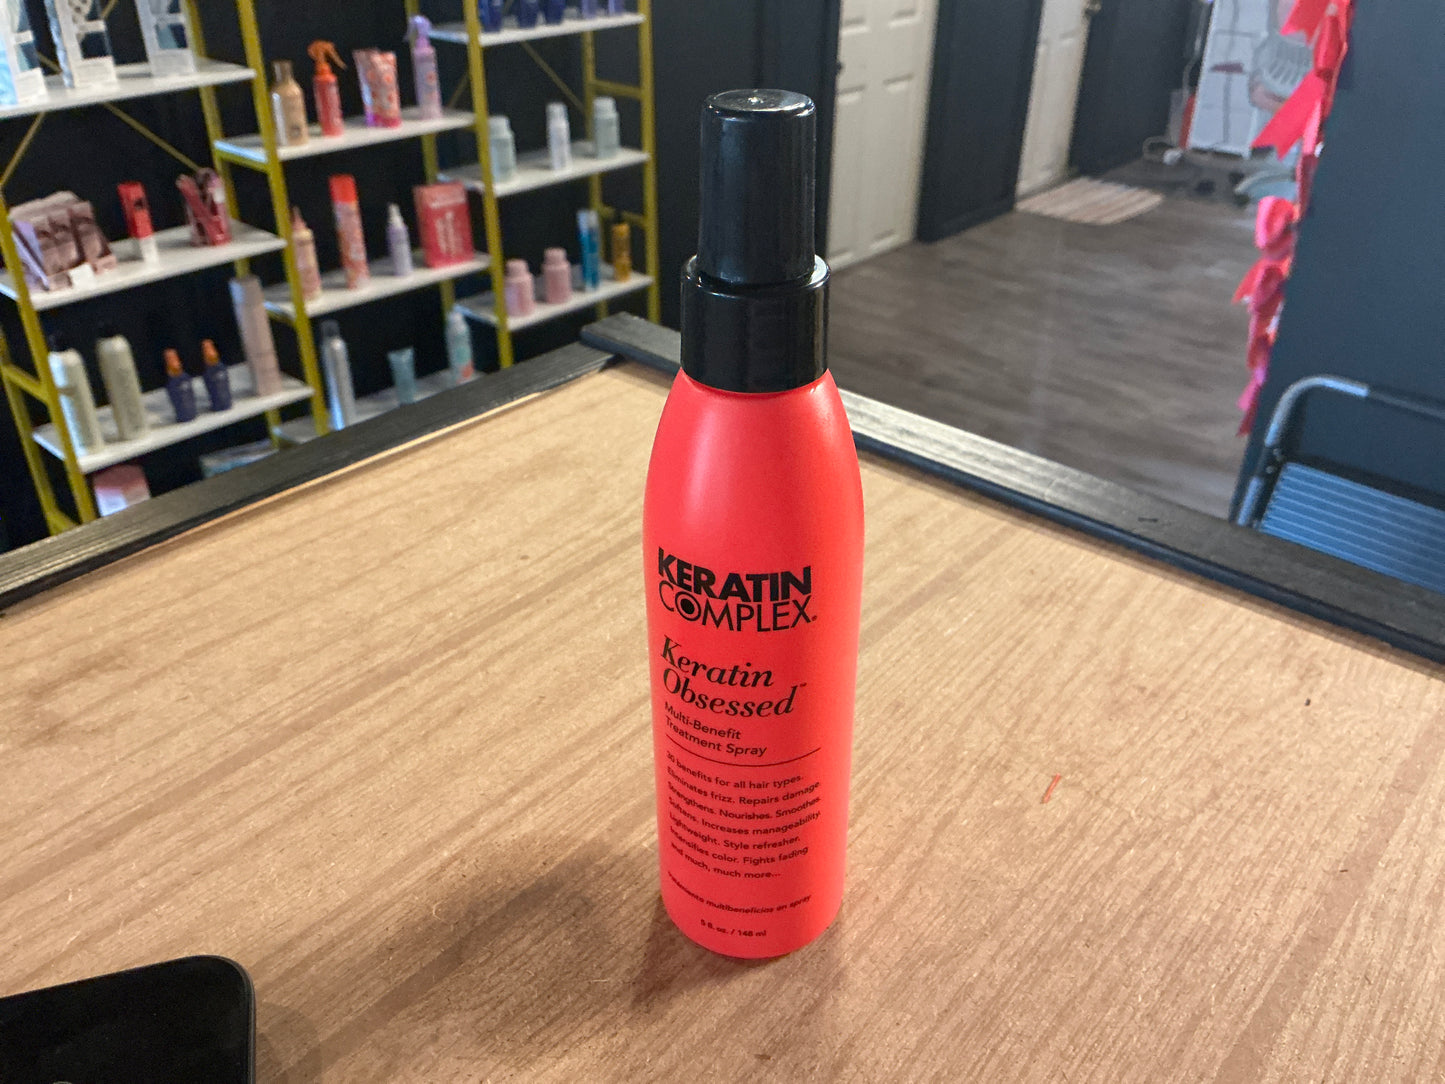 KERATIN
COMPLEX®
Keratin
Obsessed™
Multi-Benefit
Treatment Spray
30 benefits for all hair types.
Eliminates frizz. Repairs damage.
Strengthens. Nourishes. Smoothes.
Softens. Increases manageability.
Lightweight. Style refresher.
Intensifies color. Fights fading
and much, much more...
Tratamiento multibeneficios en spray
5 fl. oz. / 148 ml